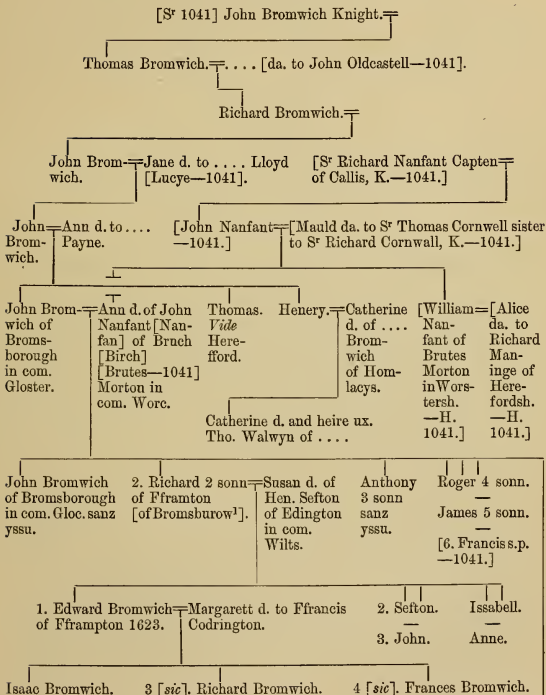 [Sr 1041] John Bromwich Knight.
Thomas Bromwich. . . . . [da. to John Oldcastell—1041].
Richard Bromwich.
John Brom-
wich.
Jane d. to . . . . Lloyd
[Lucye—1041].
[Sr Richard Nanfant Capten
of Callis, K.—1041.]
John
Brom-
wich.
Ann d. to . . . .
Payne.
[John Nanfant
—1041.]
[Mauld da. to Sr Thomas Cornwell sister
to Sr Richard Cornwall, K.—1041.]
John Brom-
wich of
Broms-
borough
in com.
Gloster.
Ann d. of John
Nanfant [Nan-
fan] of Bruch
[Birch]
[Brutes—1041]
Morton in
com. Worc.
Thomas.
Vide
Here-
fford.
Henery.
Catherine
d. of . . . .
Brom-
wich
of Hom-
lacys.
[William
Nan-
fant of
Brutes
Morton
in Wors-
tersh.
—H.
1041.]
[Alice
da. to
Richard
Man-
inge of
Here-
fordsh.
—H.
1041.]
Catherine d. and heire ux.
Tho. Walwyn of . . . .
John Bromwich
of Bromsborough
in com. Gloc. sanz
yssu.
2. Richard 2 sonn
of Fframton
[of Bromsburow1].
Susan d. of
Hen. Sefton
of Edington
in com.
Wilts.
Anthony
3 sonn
sanz
yssu.
Roger 4 sonn.
—
James 5 sonn.
—
[6. Francis s.p.
—1041.]
1. Edward Bromwich
of Fframpton 1623.
Margarett d. to Ffrancis
Codrington.
2. Sefton.
—
3. John.
Issabell.
—
Anne.
Isaac Bromwich.
3 [sic]. Richard Bromwich.
4 [sic]. Frances Bromwich.